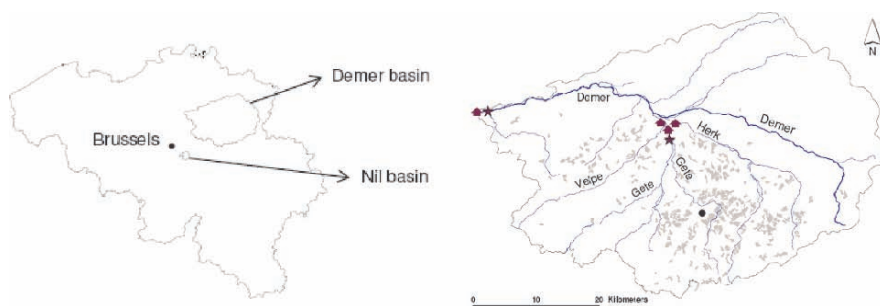 Demer basin
Brussels
Nil basin
N
Demer
Demer
Herk
Velpe
Gete
Gete
0 10 20 Kilometers